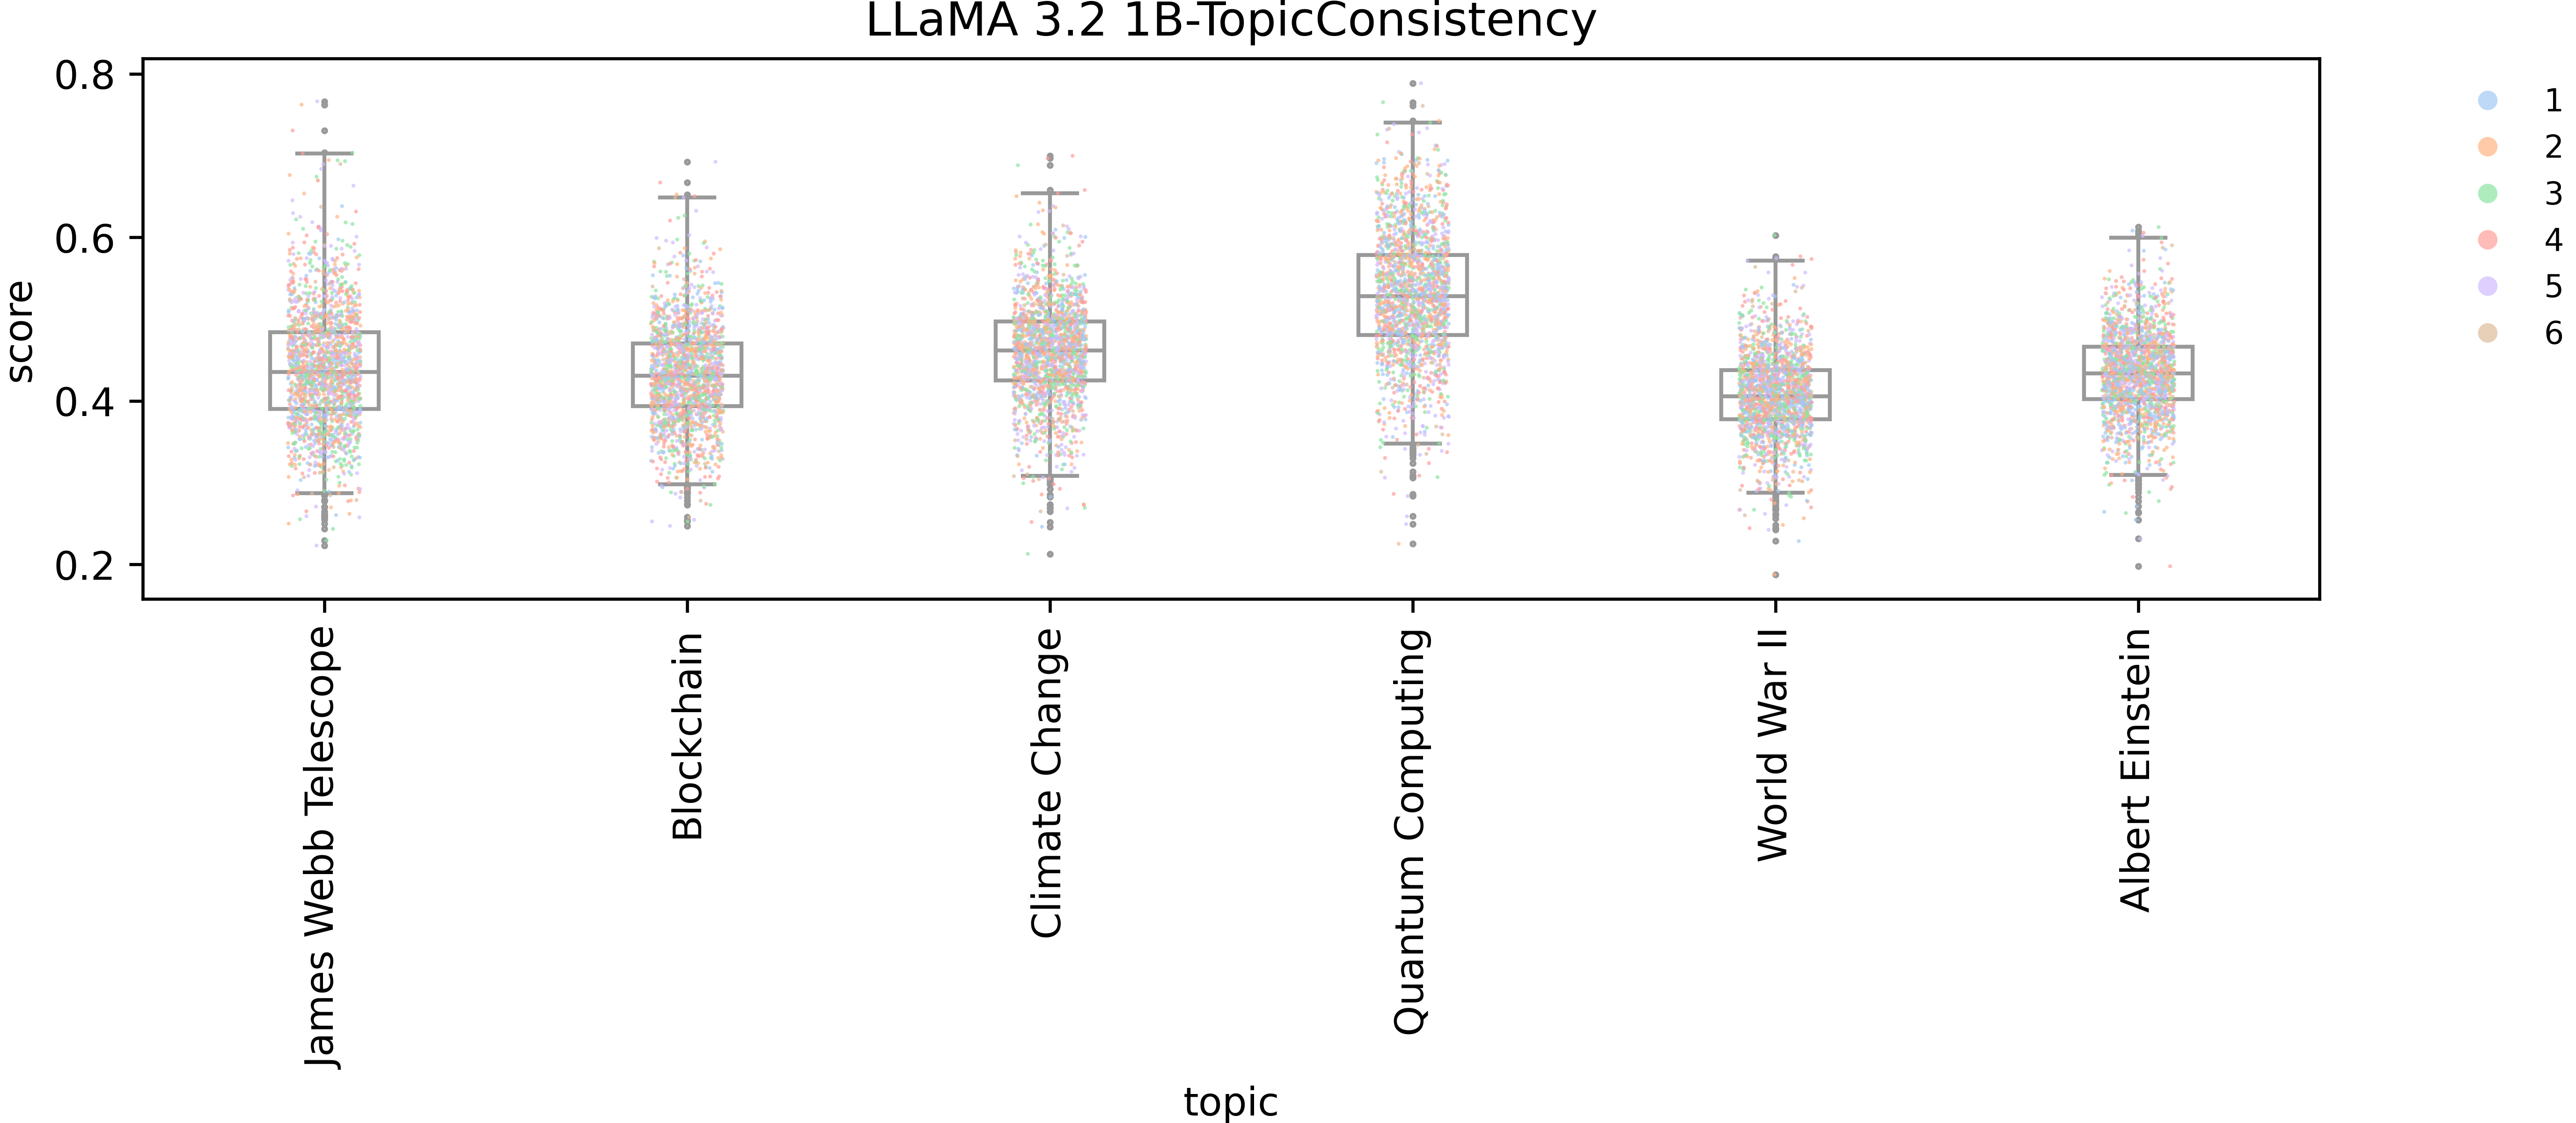 LLaMA 3.2 1B-TopicConsistency
score
0.8
0.6
0.4
0.2
James Webb Telescope
Blockchain
Climate Change
Quantum Computing
World War II
Albert Einstein
topic
1
2
3
4
5
6